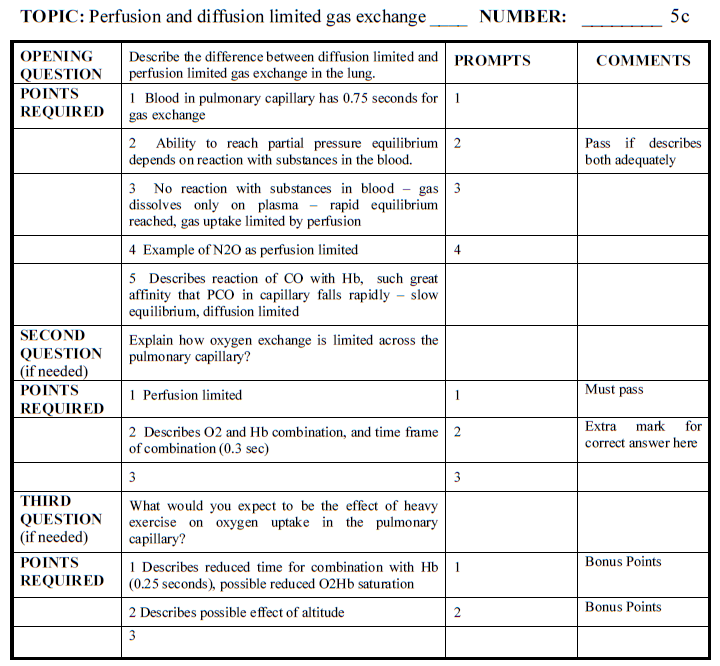 TOPIC: Perfusion and diffusion limited gas exchange ____ NUMBER: ________ 5c
OPENING QUESTION
Describe the difference between diffusion limited and
perfusion limited gas exchange in the lung.
PROMPTS
COMMENTS
POINTS
REQUIRED
1 Blood in pulmonary capillary has 0.75 seconds for
gas exchange
1
2 Ability to reach partial pressure equilibrium
depends on reaction with substances in the blood.
2
Pass if describes
both adequately
3 No reaction with substances in blood – gas
dissolves only on plasma – rapid equilibrium
reached, gas uptake limited by perfusion
3
4 Example of N2O as perfusion limited
4
5 Describes reaction of CO with Hb, such great
affinity that PCO in capillary falls rapidly – slow
equilibrium, diffusion limited
SECOND
QUESTION
(if needed)
Explain how oxygen exchange is limited across the
pulmonary capillary?
POINTS
REQUIRED
1 Perfusion limited
1
Must pass
2 Describes O2 and Hb combination, and time frame
of combination (0.3 sec)
2
Extra mark for
correct answer here
3
3
THIRD
QUESTION
(if needed)
What would you expect to be the effect of heavy
exercise on oxygen uptake in the pulmonary
capillary?
POINTS
REQUIRED
1 Describes reduced time for combination with Hb
(0.25 seconds), possible reduced O2Hb saturation
1
Bonus Points
2 Describes possible effect of altitude
2
Bonus Points
3